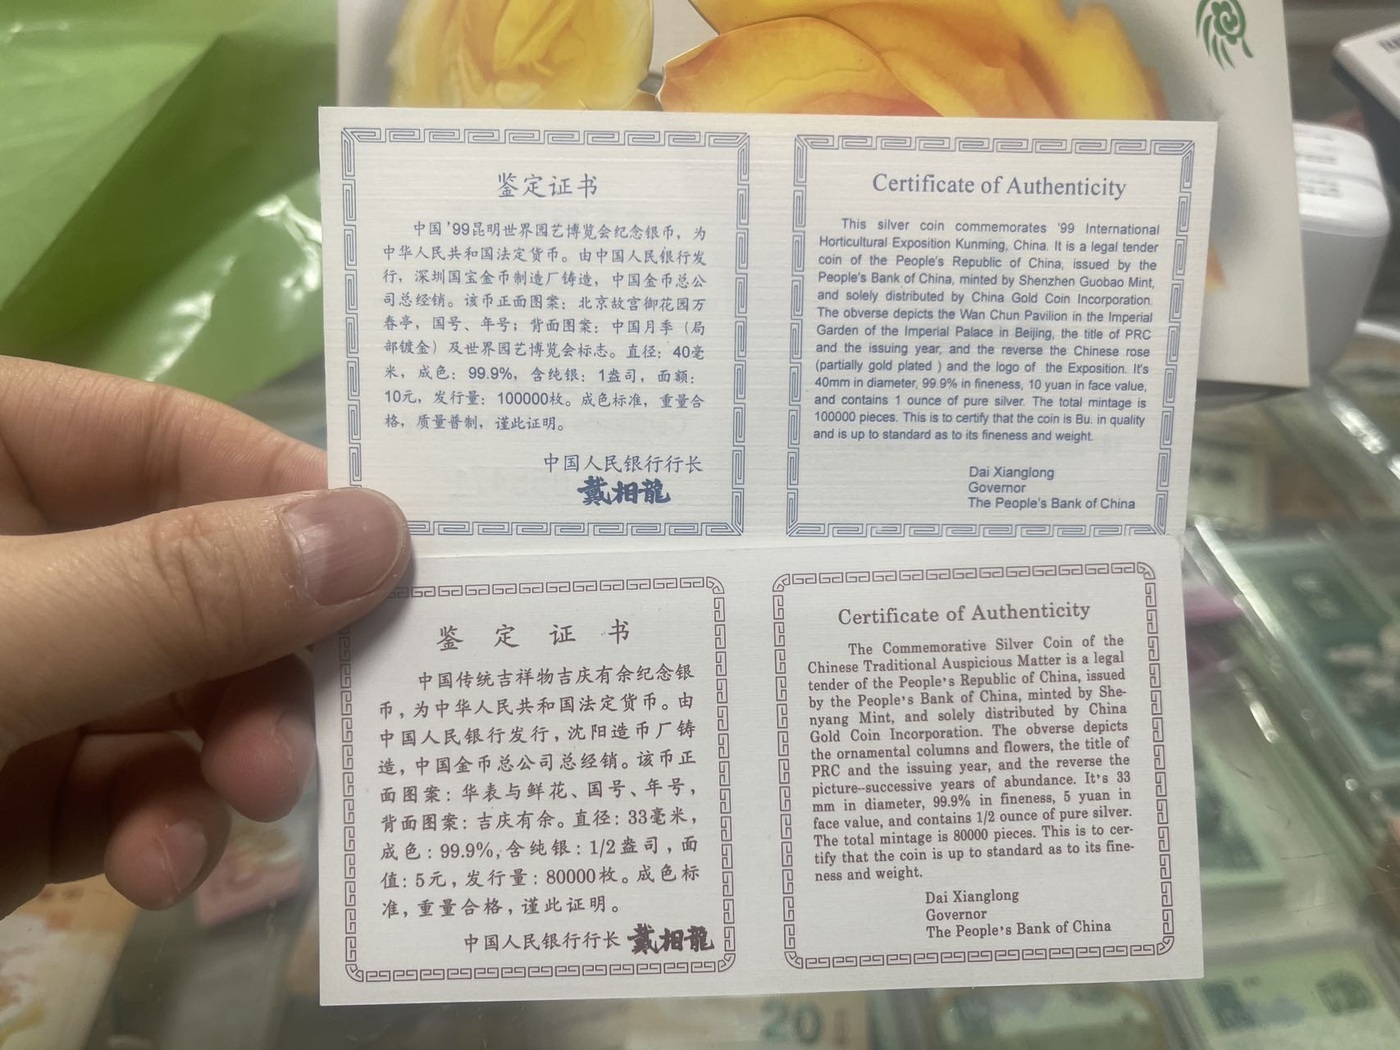 鉴定证书
中国'99昆明世界园艺博览会纪念银币，为
中华人民共和国法定货币。由中国人民银行发
行，深圳国宝金币制造厂铸造，中国金币总公
司总经销。该币正面图案：北京故宫御花园万
春亭，国号、年号；背面图案：中国月季（局
部镀金）及世界园艺博览会标志。直径：40毫
米，成色：99.9%，含纯银：1盎司，面额：
10元，发行量：100000枚。成色标准，重量合
格，质量普制，谨此证明。
中国人民银行行长
戴相龍
Certificate of Authenticity
This silver coin commemorates '99 International
Horticultural Exposition Kunming, China. It is a legal tender
coin of the People's Republic of China, issued by the
People's Bank of China, minted by Shenzhen Guobao Mint,
and solely distributed by China Gold Coin Incorporation.
The obverse depicts the Wan Chun Pavilion in the Imperial
Garden of the Imperial Palace in Beijing, the title of PRC
and the issuing year, and the reverse the Chinese rose
(partially gold plated ) and the logo of the Exposition. It's
40mm in diameter, 99.9% in fineness, 10 yuan in face value,
and contains 1 ounce of pure silver. The total mintage is
100000 pieces. This is to certify that the coin is Bu. in quality
and is up to standard as to its fineness and weight.
Dai Xianglong
Governor
The People's Bank of China
鉴定证书
中国传统吉祥物吉庆有余纪念银
币，为中华人民共和国法定货币。由
中国人民银行发行，沈阳造币厂铸
造，中国金币总公司总经销。该币正
面图案：华表与鲜花、国号、年号，
背面图案：吉庆有余。直径：33毫米，
成色：99.9%，含纯银：1/2盎司，面
值：5元，发行量：80000枚。成色标
准，重量合格，谨此证明。
中国人民银行行长 戴相龍
Certificate of Authenticity
The Commemorative Silver Coin of the
Chinese Traditional Auspicious Matter is a legal
tender of the People's Republic of China, issued
by the People's Bank of China, minted by She-
nyang Mint, and solely distributed by China
Gold Coin Incorporation. The obverse depicts
the ornamental columns and flowers, the title of
PRC and the issuing year, and the reverse the
picture--successive years of abundance. It's 33
mm in diameter, 99.9% in fineness, 5 yuan in
face value, and contains 1/2 ounce of pure silver.
The total mintage is 80000 pieces. This is to cer-
tify that the coin is up to standard as to its fine-
ness and weight.
Dai Xianglong
Governor
The People's Bank of China
20